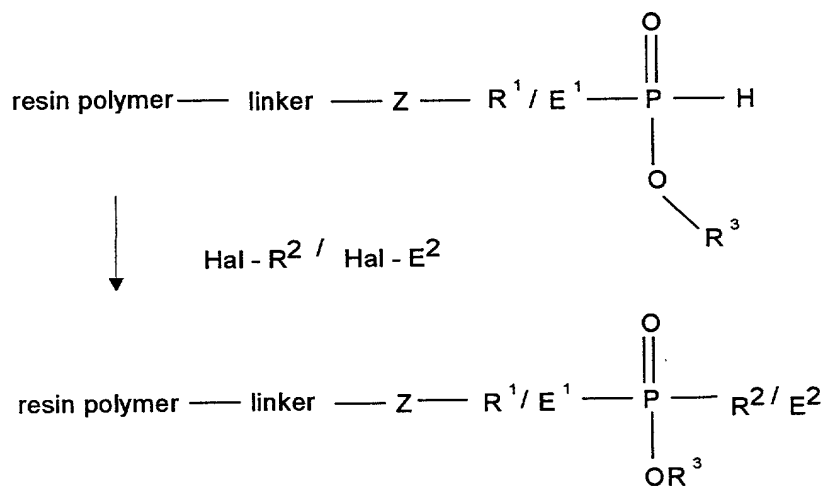 O
resin polymer — linker — Z — R¹ / E¹ — P — H
O
R³
Hal - R² / Hal - E²
O
resin polymer — linker — Z — R¹/ E¹ — P — R²/ E²
OR³